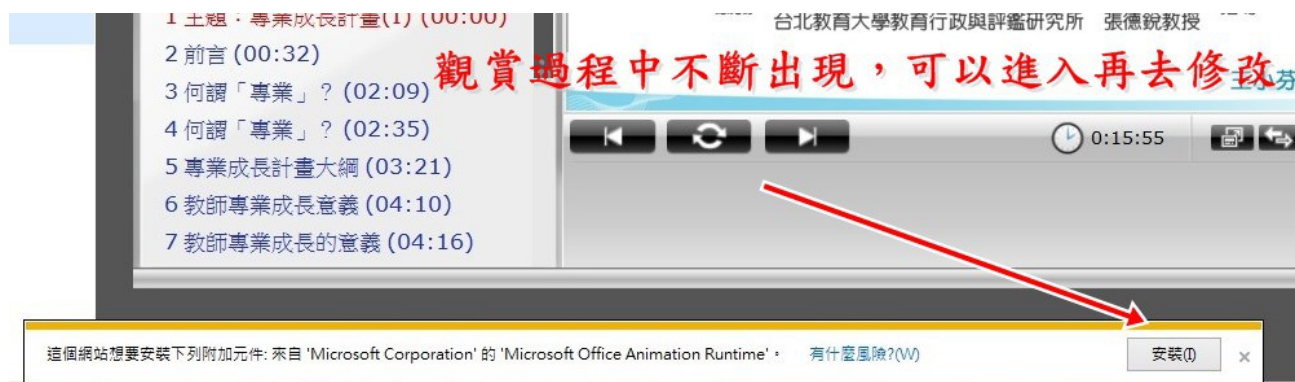 1 主題：專業成長計畫(1) (00:00)
2 前言 (00:32)
3 何謂「專業」？ (02:09)
4 何謂「專業」？ (02:35)
5 專業成長計畫大綱 (03:21)
6 教師專業成長意義 (04:10)
7 教師專業成長的意義 (04:16)
台北教育大學教育行政與評鑑研究所 張德銳教授
觀賞過程中不斷出現，可以進入再去修改
0:15:55
這個網站想要安裝下列附加元件: 來自 'Microsoft Corporation' 的 'Microsoft Office Animation Runtime'。 有什麼風險?(W) 安裝(I)